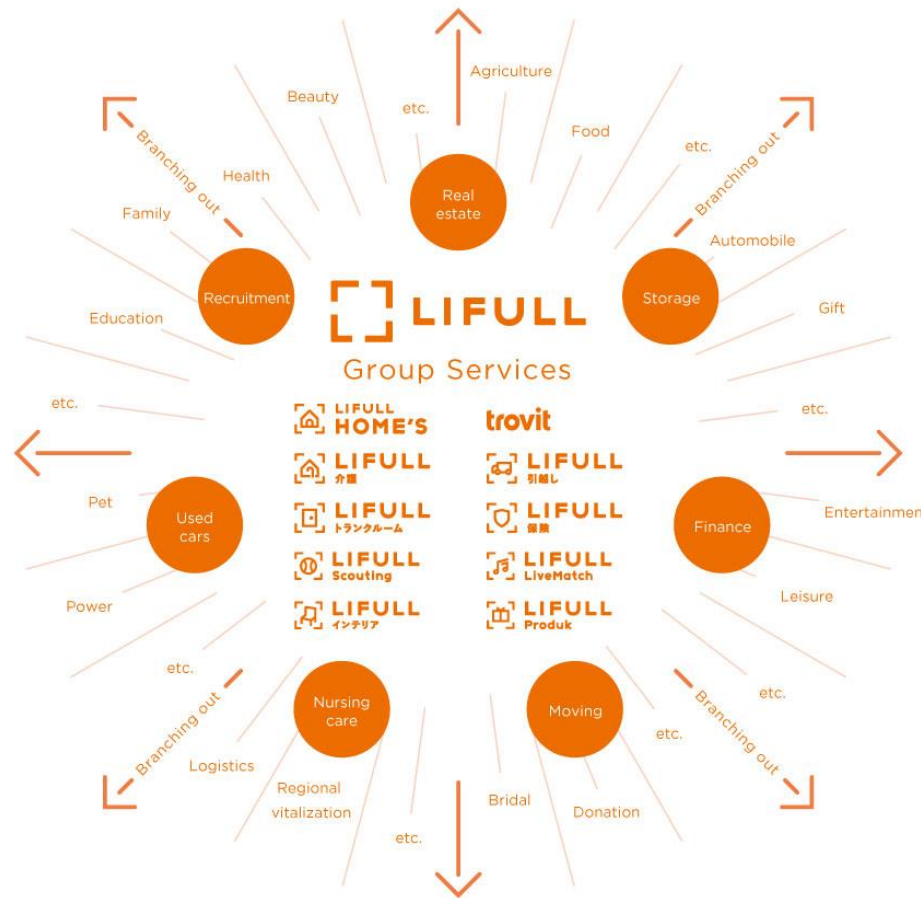 Agriculture
Beauty
etc.
Food
etc.
Branching out
Branching out
Health
Real
estate
Family
Automobile
Recruitment
Storage
LIFULL
Gift
Education
Group Services
etc.
etc.
LIFULL
HOME'S
trovit
LIFULL
介護
LIFULL
引越し
Pet
Used
cars
LIFULL
トランクルーム
LIFULL
保険
Finance
Entertainmen
LIFULL
Scouting
LIFULL
LiveMatch
Power
Leisure
LIFULL
インテリア
LIFULL
Produk
etc.
etc.
Nursing
care
Moving
Branching out
Branching out
etc.
Logistics
Regional
vitalization
Bridal
Donation
etc.